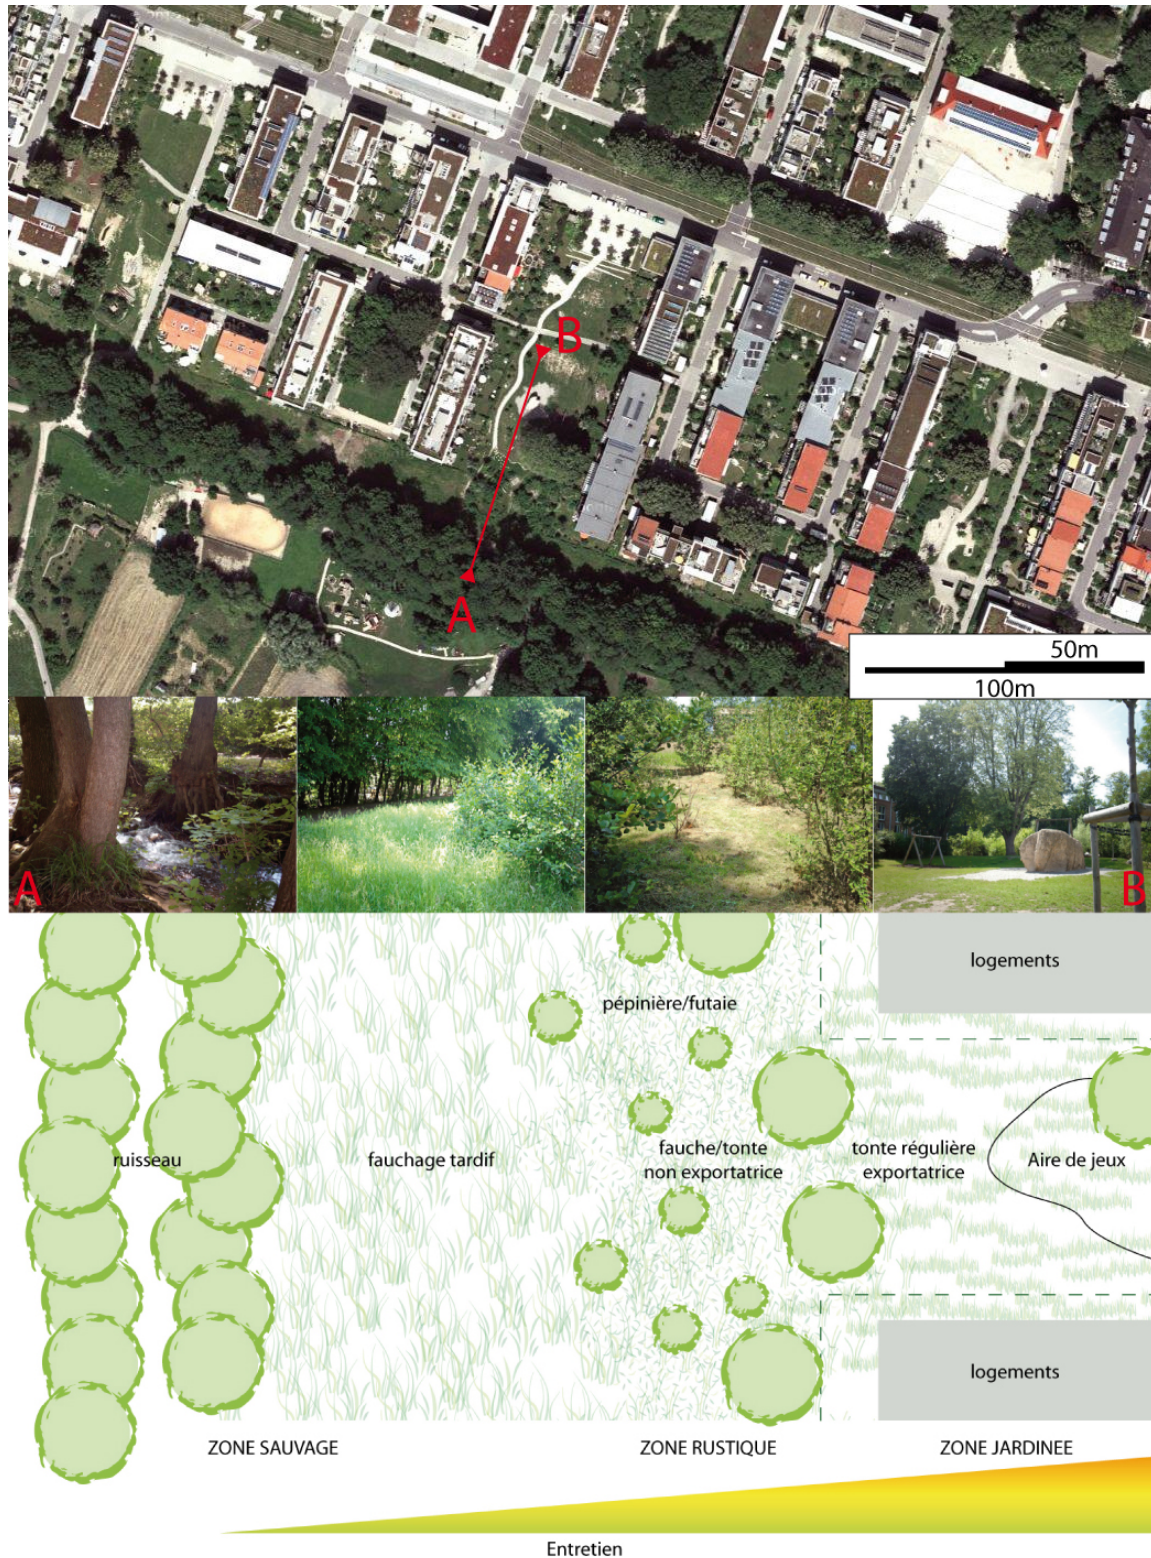 B
A
50m
100m
A
B
logements
pépinière/futaie
ruisseau
fauchage tardif
fauche/tonte
non exportatrice
tonte régulière
exportatrice
Aire de jeux
logements
ZONE SAUVAGE
ZONE RUSTIQUE
ZONE JARDINEE
Entretien